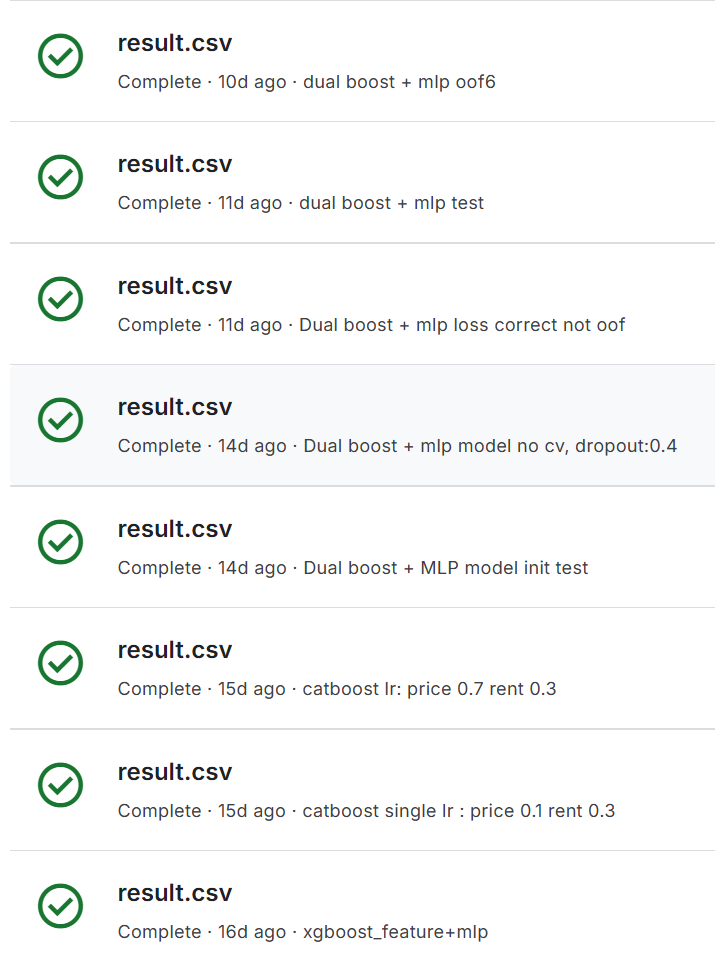 result.csv
Complete · 10d ago · dual boost + mlp oof6
result.csv
Complete · 11d ago · dual boost + mlp test
result.csv
Complete · 11d ago · Dual boost + mlp loss correct not oof
result.csv
Complete · 14d ago · Dual boost + mlp model no cv, dropout:0.4
result.csv
Complete · 14d ago · Dual boost + MLP model init test
result.csv
Complete · 15d ago · catboost lr: price 0.7 rent 0.3
result.csv
Complete · 15d ago · catboost single lr : price 0.1 rent 0.3
result.csv
Complete · 16d ago · xgboost_feature+mlp